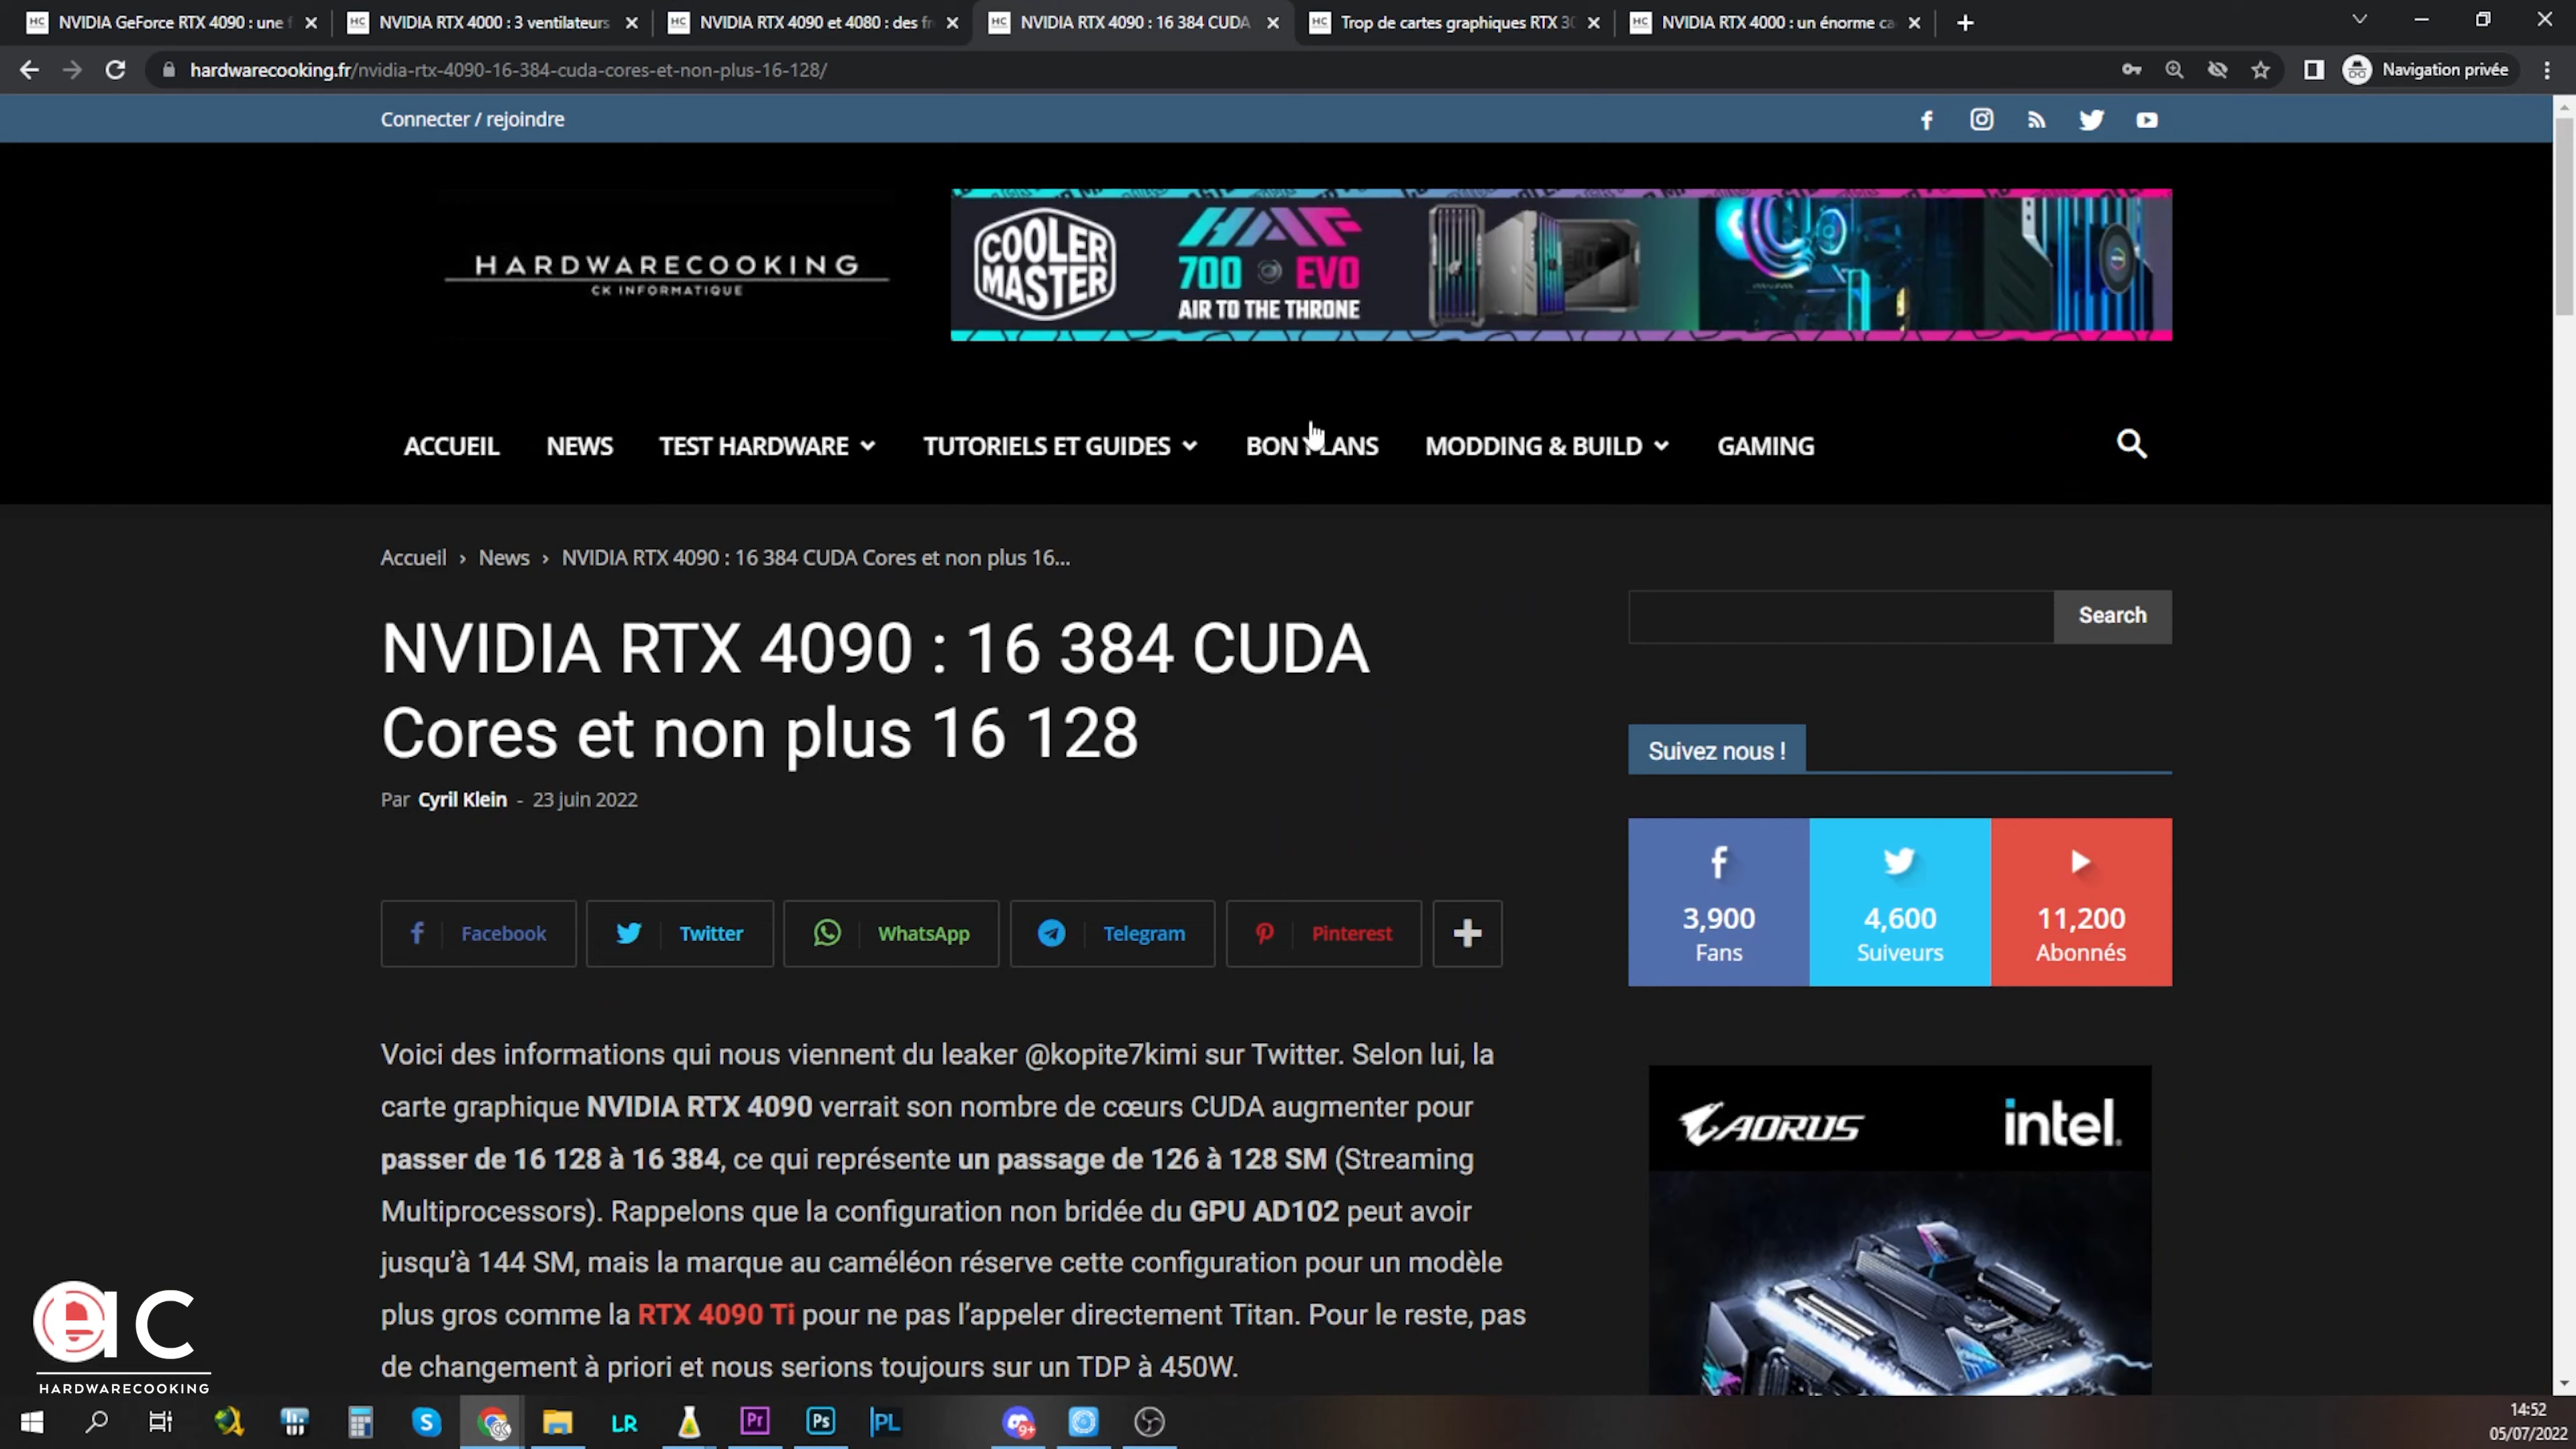 HC NVIDIA GeForce RTX 4090 : une f
HC NVIDIA RTX 4000 : 3 ventilateurs
HC NVIDIA RTX 4090 et 4080 : des fr
HC NVIDIA RTX 4090 : 16 384 CUDA
HC Trop de cartes graphiques RTX 30
HC NVIDIA RTX 4000 : un énorme ca
hardwarecooking.fr/nvidia-rtx-4090-16-384-cuda-cores-et-non-plus-16-128/
Navigation privée
Connecter / rejoindre
HARDWARECOOKING
CK INFORMATIQUE
COOLER
MASTER
HAF
700 EVO
AIR TO THE THRONE
ACCUEIL NEWS TEST HARDWARE TUTORIELS ET GUIDES BON PLANS MODDING & BUILD GAMING
Accueil › News › NVIDIA RTX 4090 : 16 384 CUDA Cores et non plus 16...
NVIDIA RTX 4090 : 16 384 CUDA
Cores et non plus 16 128
Par Cyril Klein - 23 juin 2022
Search
Suivez nous !
3,900
Fans
4,600
Suiveurs
11,200
Abonnés
Facebook Twitter WhatsApp Telegram Pinterest
Voici des informations qui nous viennent du leaker @kopite7kimi sur Twitter. Selon lui, la
carte graphique NVIDIA RTX 4090 verrait son nombre de cœurs CUDA augmenter pour
passer de 16 128 à 16 384, ce qui représente un passage de 126 à 128 SM (Streaming
Multiprocessors). Rappelons que la configuration non bridée du GPU AD102 peut avoir
jusqu'à 144 SM, mais la marque au caméléon réserve cette configuration pour un modèle
plus gros comme la RTX 4090 Ti pour ne pas l'appeler directement Titan. Pour le reste, pas
de changement à priori et nous serions toujours sur un TDP à 450W.
AORUS
intel.
C
HARDWARECOOKING
LR
Pr
Ps
PL
9+
14:52
05/07/2022